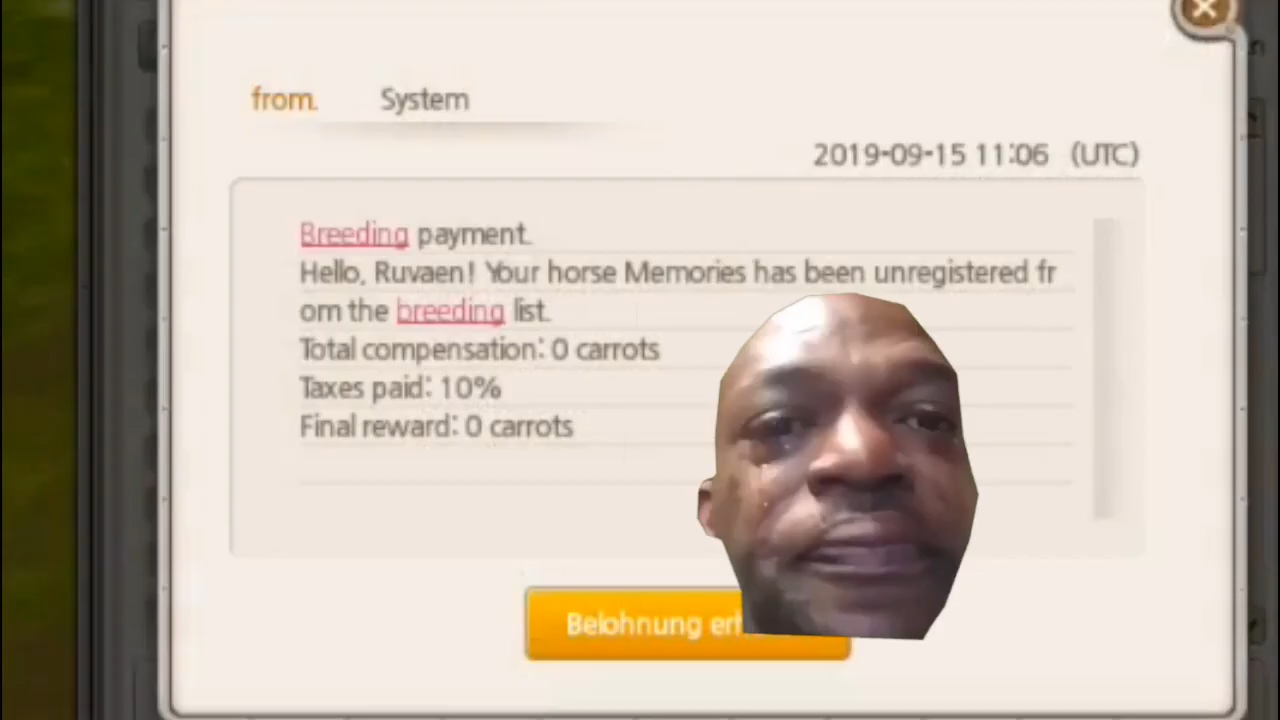 from. System
2019-09-15 11:06 (UTC)
Breeding payment.
Hello, Ruvaen! Your horse Memories has been unregistered fr
om the breeding list.
Total compensation: 0 carrots
Taxes paid: 10%
Final reward: 0 carrots
Belohnung